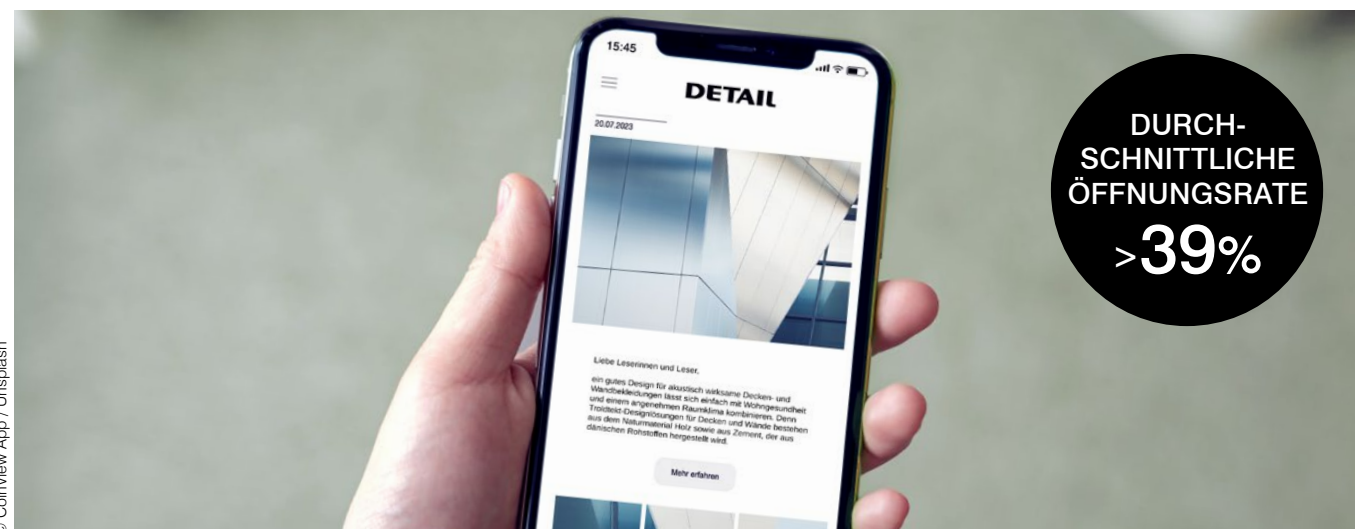 15:45
DETAIL
20.07.2023
Liebe Leserinnen und Leser,
ein gutes Design für akustisch wirksame Decken- und
Wandbekleidungen lässt sich einfach mit Wohngesundheit
und einem angenehmen Raumklima kombinieren. Denn
Troldtekt-Designlösungen für Decken und Wände bestehen
aus dem Naturmaterial Holz sowie aus Zement, der aus
dänischen Rohstoffen hergestellt wird.
Mehr erfahren
DURCH-
SCHNITTLICHE
ÖFFNUNGSRATE
>39%
© CoinView App / Unsplash